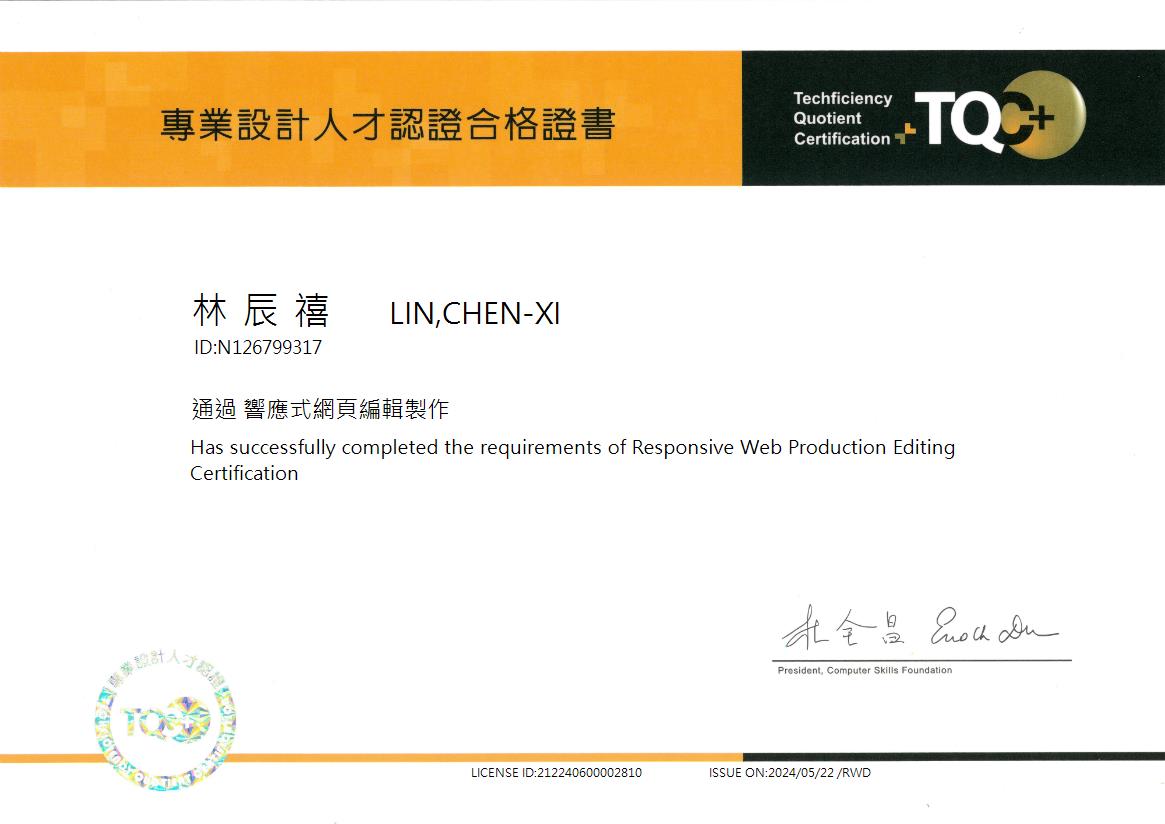 專業設計人才認證合格證書
Techficiency
Quotient
Certification
TQC+
林辰禧 LIN,CHEN-XI
ID:N126799317
通過 響應式網頁編輯製作
Has successfully completed the requirements of Responsive Web Production Editing
Certification
杜全昌 Enoch Du
President, Computer Skills Foundation
專業設計人才認證
TQC+
LICENSE ID:212240600002810
ISSUE ON:2024/05/22 /RWD